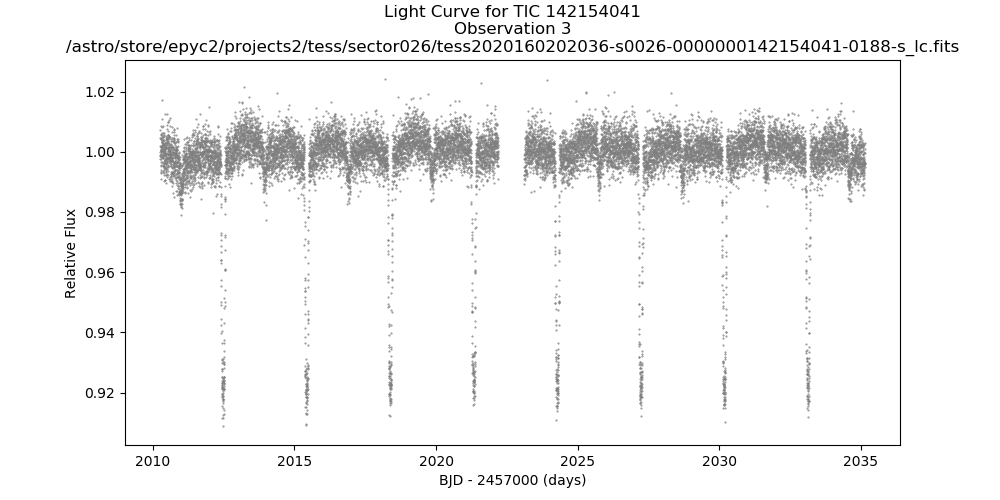 Light Curve for TIC 142154041
Observation 3
/astro/store/epyc2/projects2/tess/sector026/tess2020160202036-s0026-0000000142154041-0188-s_lc.fits
Relative Flux
1.02
1.00
0.98
0.96
0.94
0.92
2010 2015 2020 2025 2030 2035
BJD - 2457000 (days)